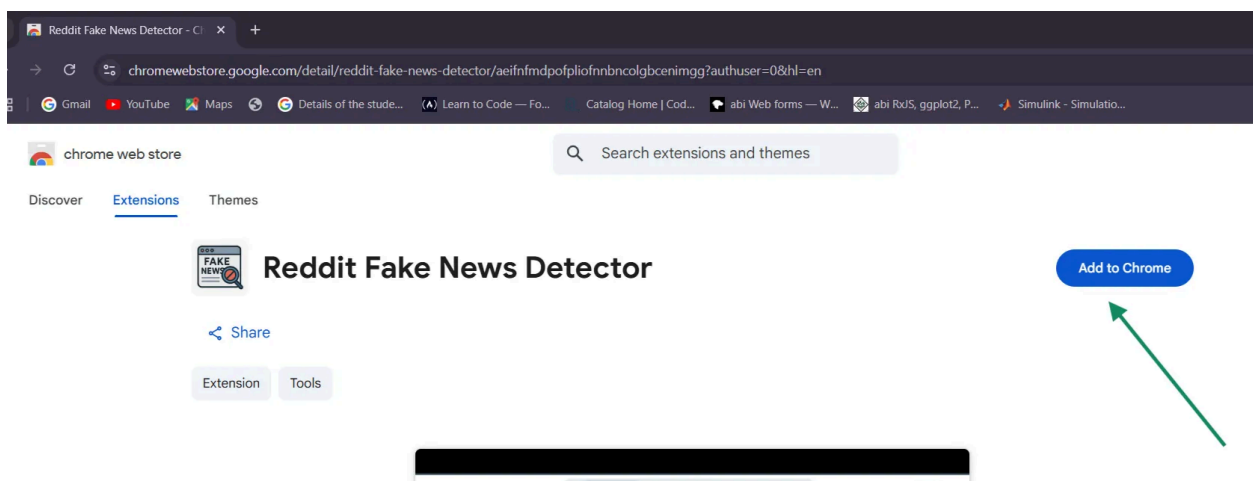 Reddit Fake News Detector - Ch
chromewebstore.google.com/detail/reddit-fake-news-detector/aeifnfmdpofpliofnnbncolgbcenimgg?authuser=0&hl=en
Gmail YouTube Maps Details of the stude... Learn to Code — Fo... Catalog Home | Cod... abi Web forms — W... abi RxJS, ggplot2, P... Simulink - Simulatio...
chrome web store
Search extensions and themes
Discover Extensions Themes
FAKE
NEWS
Reddit Fake News Detector
Add to Chrome
Share
Extension Tools